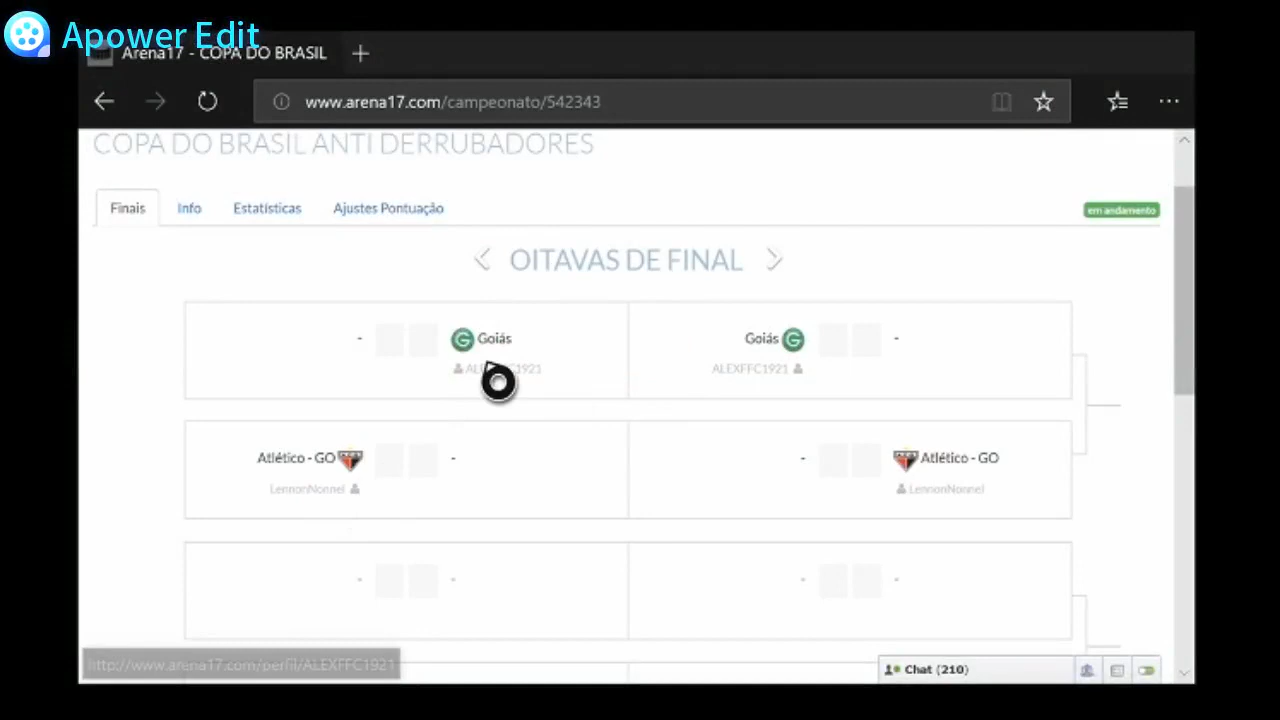 Apower Edit
Arena17 - COPA DO BRASIL
www.arena17.com/campeonato/542343
COPA DO BRASIL ANTI DERRUBADORES
Finais Info Estatísticas Ajustes Pontuação em andamento
OITAVAS DE FINAL
- Goiás Goiás -
1921 ALEXFFC1921
Atlético - GO - - Atlético - GO
LennonNonnel LennonNonnel
- - - -
http://www.arena17.com/perfil/ALEXFFC1921
Chat (210)